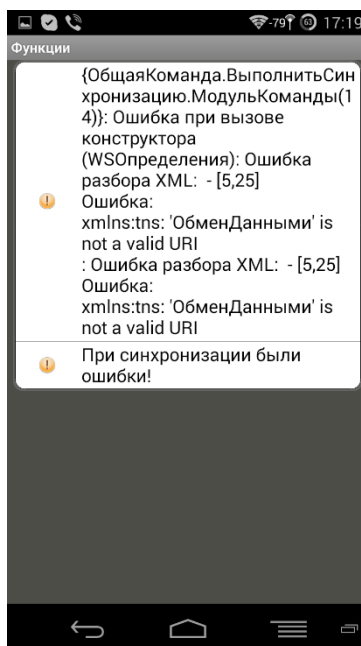 -79 63 17:19
Функции
{ОбщаяКоманда.ВыполнитьСин
хронизацию.МодульКоманды(1
4)}: Ошибка при вызове
конструктора
(WSОпределения): Ошибка
разбора XML:  - [5,25]
Ошибка:
xmlns:tns: 'ОбменДанными' is
not a valid URI
: Ошибка разбора XML:  - [5,25]
Ошибка:
xmlns:tns: 'ОбменДанными' is
not a valid URI
При синхронизации были
ошибки!